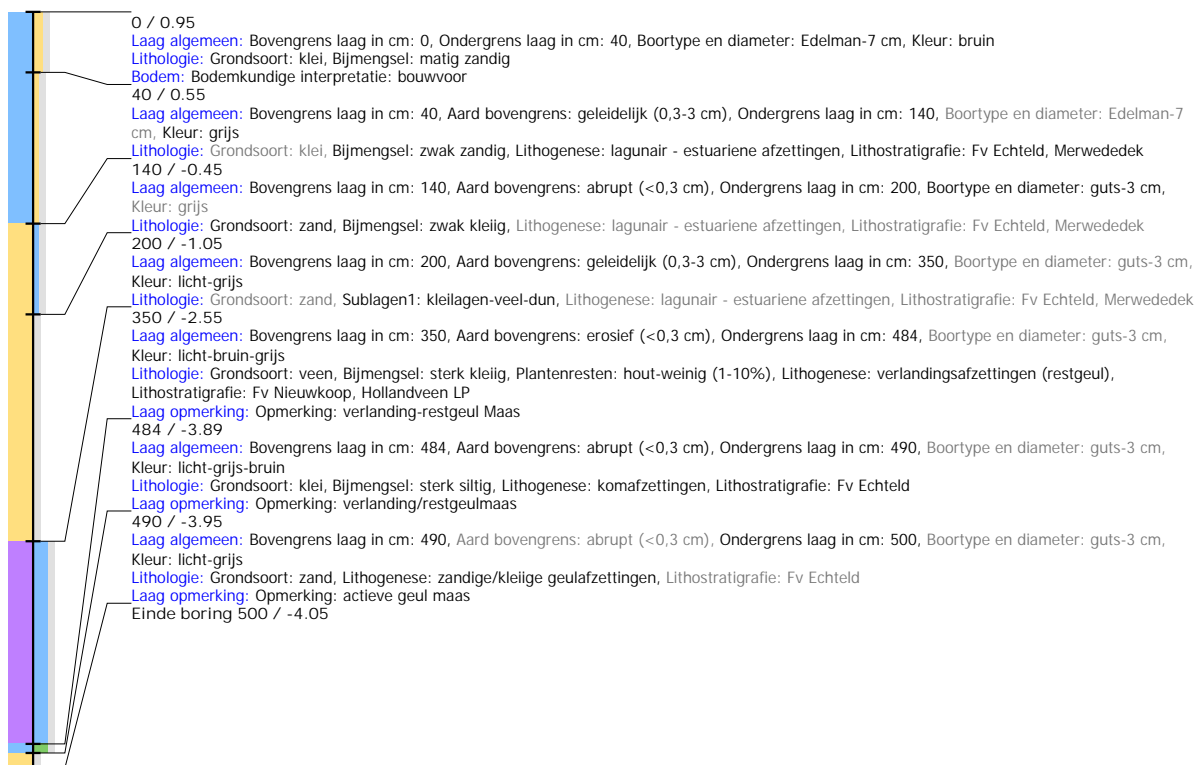 0 / 0.95
Laag algemeen: Bovengrens laag in cm: 0, Ondergrens laag in cm: 40, Boortype en diameter: Edelman-7 cm, Kleur: bruin
Lithologie: Grondsoort: klei, Bijmengsel: matig zandig
Bodem: Bodemkundige interpretatie: bouwvoor
40 / 0.55
Laag algemeen: Bovengrens laag in cm: 40, Aard bovengrens: geleidelijk (0,3-3 cm), Ondergrens laag in cm: 140, Boortype en diameter: Edelman-7
cm, Kleur: grijs
Lithologie: Grondsoort: klei, Bijmengsel: zwak zandig, Lithogenese: lagunair - estuariene afzettingen, Lithostratigrafie: Fv Echteld, Merwededek
140 / -0.45
Laag algemeen: Bovengrens laag in cm: 140, Aard bovengrens: abrupt (<0,3 cm), Ondergrens laag in cm: 200, Boortype en diameter: guts-3 cm,
Kleur: grijs
Lithologie: Grondsoort: zand, Bijmengsel: zwak kleiig, Lithogenese: lagunair - estuariene afzettingen, Lithostratigrafie: Fv Echteld, Merwededek
200 / -1.05
Laag algemeen: Bovengrens laag in cm: 200, Aard bovengrens: geleidelijk (0,3-3 cm), Ondergrens laag in cm: 350, Boortype en diameter: guts-3 cm,
Kleur: licht-grijs
Lithologie: Grondsoort: zand, Sublagen1: kleilagen-veel-dun, Lithogenese: lagunair - estuariene afzettingen, Lithostratigrafie: Fv Echteld, Merwededek
350 / -2.55
Laag algemeen: Bovengrens laag in cm: 350, Aard bovengrens: erosief (<0,3 cm), Ondergrens laag in cm: 484, Boortype en diameter: guts-3 cm,
Kleur: licht-bruin-grijs
Lithologie: Grondsoort: veen, Bijmengsel: sterk kleiig, Plantenresten: hout-weinig (1-10%), Lithogenese: verlandingsafzettingen (restgeul),
Lithostratigrafie: Fv Nieuwkoop, Hollandveen LP
Laag opmerking: Opmerking: verlanding-restgeul Maas
484 / -3.89
Laag algemeen: Bovengrens laag in cm: 484, Aard bovengrens: abrupt (<0,3 cm), Ondergrens laag in cm: 490, Boortype en diameter: guts-3 cm,
Kleur: licht-grijs-bruin
Lithologie: Grondsoort: klei, Bijmengsel: sterk siltig, Lithogenese: komafzettingen, Lithostratigrafie: Fv Echteld
Laag opmerking: Opmerking: verlanding/restgeulmaas
490 / -3.95
Laag algemeen: Bovengrens laag in cm: 490, Aard bovengrens: abrupt (<0,3 cm), Ondergrens laag in cm: 500, Boortype en diameter: guts-3 cm,
Kleur: licht-grijs
Lithologie: Grondsoort: zand, Lithogenese: zandige/kleiige geulafzettingen, Lithostratigrafie: Fv Echteld
Laag opmerking: Opmerking: actieve geul maas
Einde boring 500 / -4.05